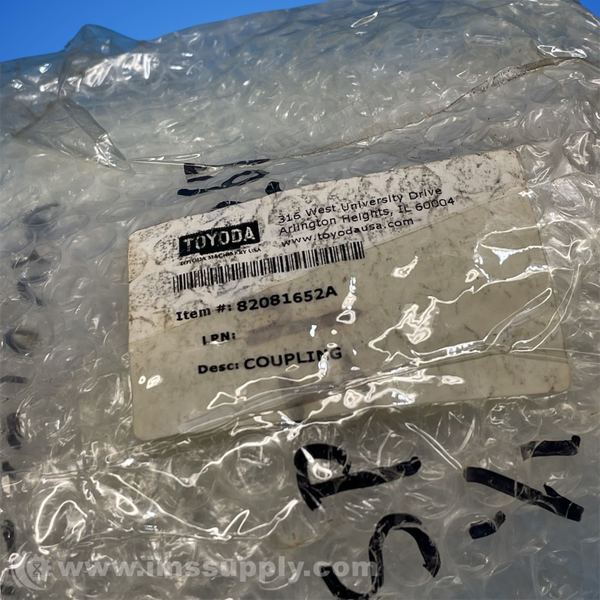 TOYODA
TOYODA MACHINERY USA
316 West University Drive
Arlington Heights, IL 60004
www.toyodausa.com
Item #: 82081652A
LPN:
Desc: COUPLING
www.iinssupply.com